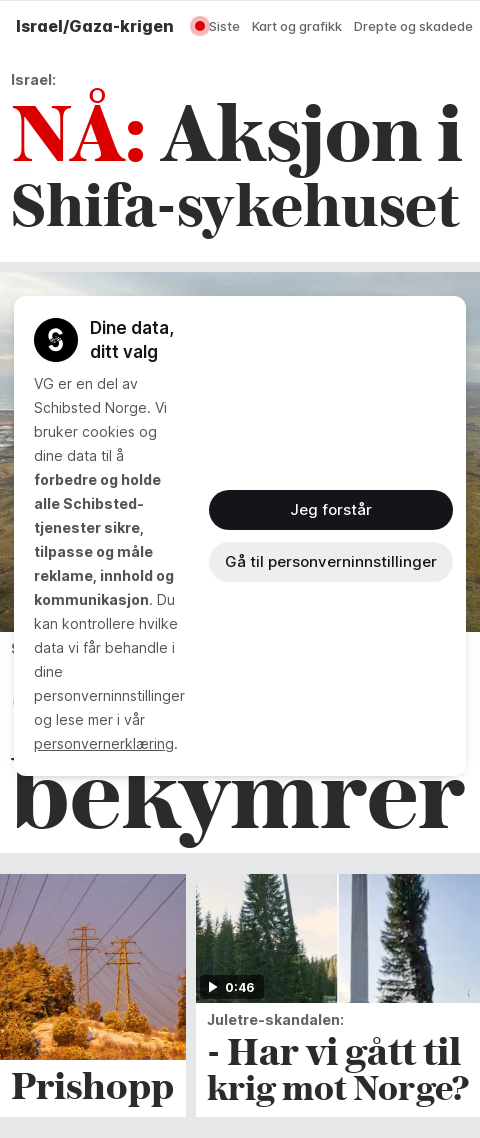 Israel/Gaza-krigen
Siste Kart og grafikk Drepte og skadede
Israel:
NÅ: Aksjon i
Shifa-sykehuset
Dine data,
ditt valg
VG er en del av
Schibsted Norge. Vi
bruker cookies og
dine data til å
forbedre og holde
alle Schibsted-
tjenester sikre,
tilpasse og måle
reklame, innhold og
kommunikasjon. Du
kan kontrollere hvilke
data vi får behandle i
dine
personverninnstillinger
og lese mer i vår
personvernerklæring.
Jeg forstår
Gå til personverninnstillinger
bekymrer
0:46
Prishopp
Juletre-skandalen:
- Har vi gått til
krig mot Norge?